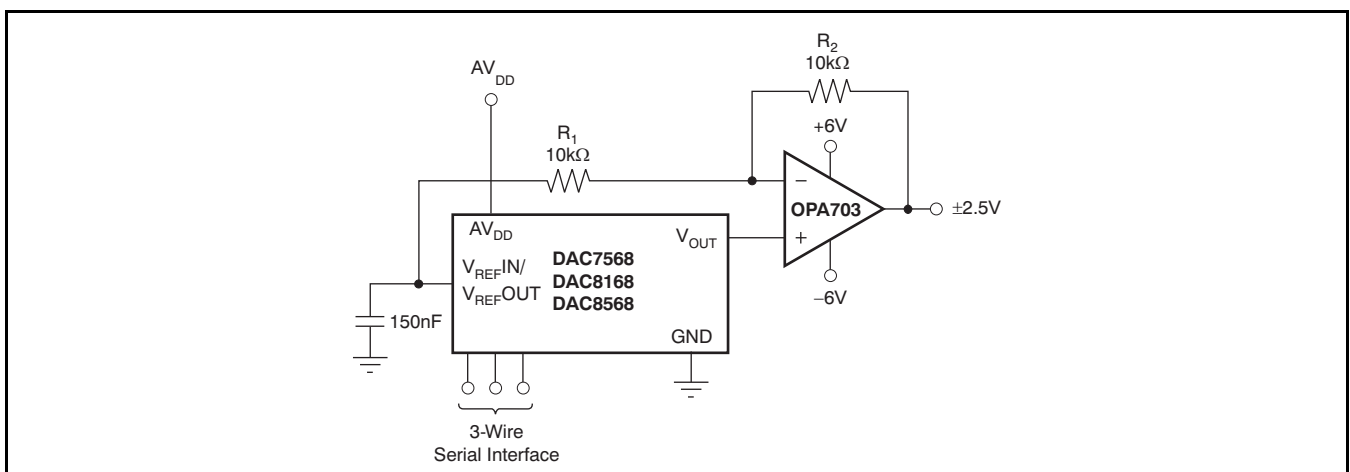 R2
10kΩ
AVDD
+6V
R1
10kΩ
−
OPA703
±2.5V
AVDD
VOUT
+
VREFIN/
VREFOUT
DAC7568
DAC8168
DAC8568
−6V
150nF
GND
3-Wire
Serial Interface